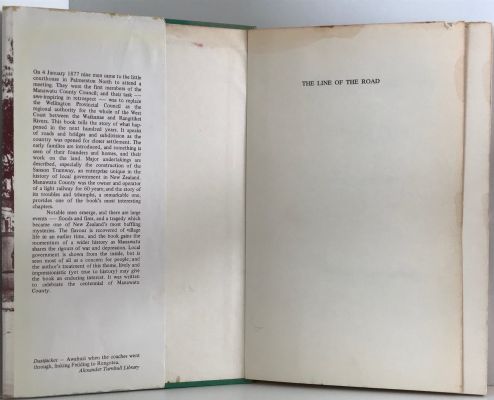 On 4 January 1877 nine men came to the little
courthouse in Palmerston North to attend a
meeting. They were the first members of the
Manawatu County Council; and their task —
awe-inspiring in retrospect — was to replace
the Wellington Provincial Council as the
regional authority for the whole of the West
Coast between the Waikanae and Rangitikei
Rivers. This book tells the story of what hap-
pened in the next hundred years. It speaks
of roads and bridges and subdivision as the
country was opened for closer settlement. The
early families are introduced, and something is
seen of their founders and homes, and their
work on the land. Major undertakings are
described, especially the construction of the
Sanson Tramway, an enterprise unique in the
history of local government in New Zealand.
Manawatu County was the owner and operator
of a light railway for 60 years; and the story of
its troubles and triumphs, a remarkable one,
provides one of the book's most interesting
chapters.
Notable men emerge, and there are large
events — floods and fires, and a tragedy which
became one of New Zealand's most baffling
mysteries. The flavour is recovered of village
life in an earlier time, and the book gains the
momentum of a wider history as Manawatu
shares the rigours of war and depression. Local
government is shown from the inside, but is
seen most of all as a concern for people; and
the author's treatment of this theme, lively and
impressionistic (yet true to history) may give
the book an enduring interest. It was written
to celebrate the centennial of Manawatu
County.
Dustjacket — Awahuri when the coaches went
through, linking Feilding to Rongotea.
Alexander Turnbull Library
THE LINE OF THE ROAD